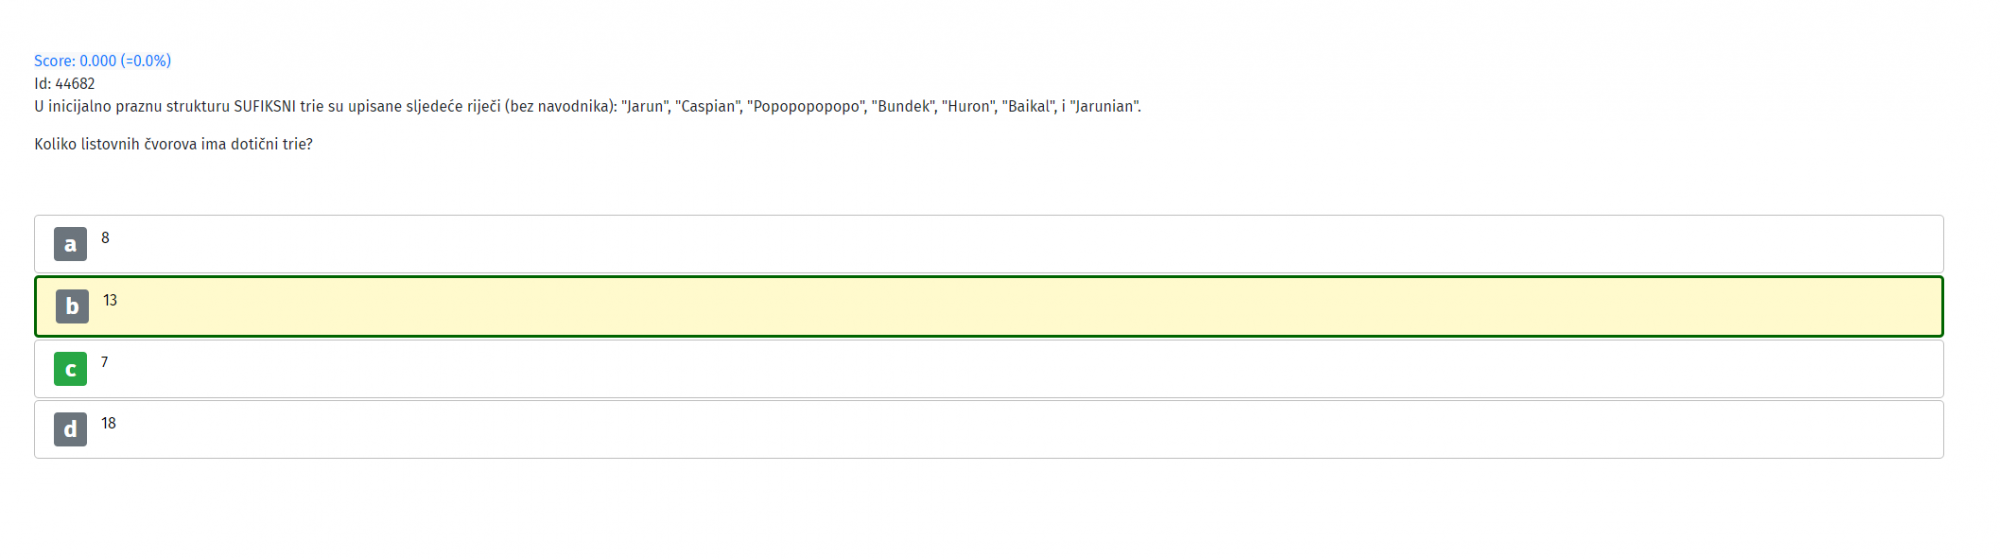 Score: 0.000 (=0.0%)
Id: 44682
U inicijalno praznu strukturu SUFIKSNI trie su upisane sljedeće riječi (bez navodnika): "Jarun", "Caspian", "Popopopopopo", "Bundek", "Huron", "Baikal", i "Jarunian".
Koliko listovnih čvorova ima dotični trie?
a 8
b 13
c 7
d 18